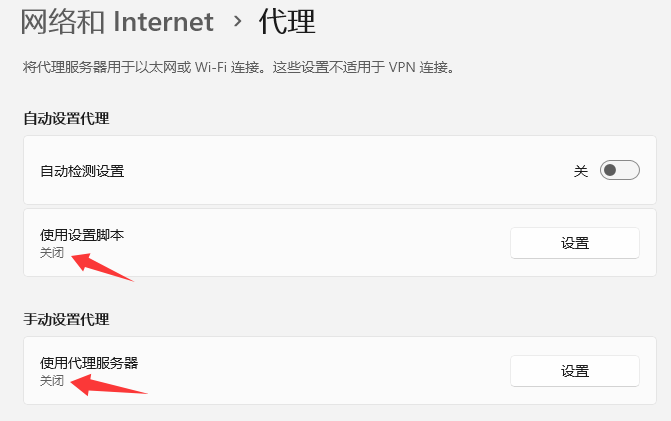 网络和 Internet > 代理
将代理服务器用于以太网或 Wi-Fi 连接。这些设置不适用于 VPN 连接。
自动设置代理
自动检测设置 关
使用设置脚本
关闭
设置
手动设置代理
使用代理服务器
关闭
设置